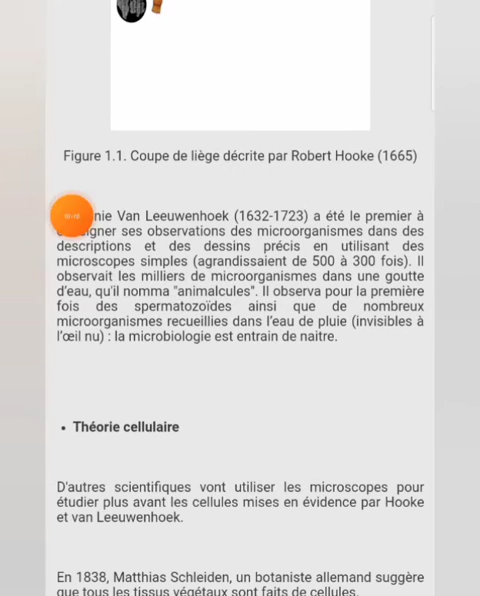 Figure 1.1. Coupe de liège décrite par Robert Hooke (1665)
Van Leeuwenhoek (1632-1723) a été le premier à
ses observations des microorganismes dans des
descriptions et des dessins précis en utilisant des
microscopes simples (agrandissaient de 500 à 300 fois). Il
observait les milliers de microorganismes dans une goutte
d'eau, qu'il nomma "animalcules". Il observa pour la première
fois des spermatozoïdes ainsi que de nombreux
microorganismes recueillies dans l'eau de pluie (invisibles à
l'œil nu) : la microbiologie est entrain de naitre.
• Théorie cellulaire
D'autres scientifiques vont utiliser les microscopes pour
étudier plus avant les cellules mises en évidence par Hooke
et van Leeuwenhoek.
En 1838, Matthias Schleiden, un botaniste allemand suggère
que tous les tissus végétaux sont faits de cellules.